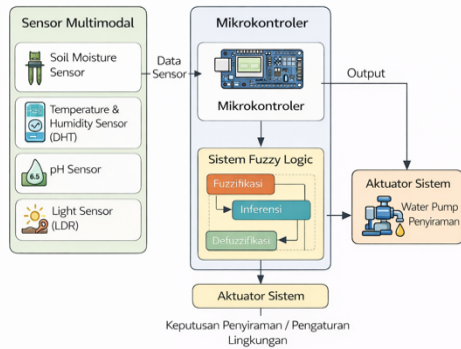 Sensor Multimodal
Soil Moisture
Sensor
Temperature &
Humidity Sensor
(DHT)
6.5
pH Sensor
Light Sensor
(LDR)
Data
Sensor
Mikrokontroler
Mikrokontroler
Sistem Fuzzy Logic
Fuzzifikasi
Inferensi
Defuzzifikasi
Output
Aktuator Sistem
Water Pump
Penyiraman
Aktuator Sistem
Keputusan Penyiraman / Pengaturan
Lingkungan